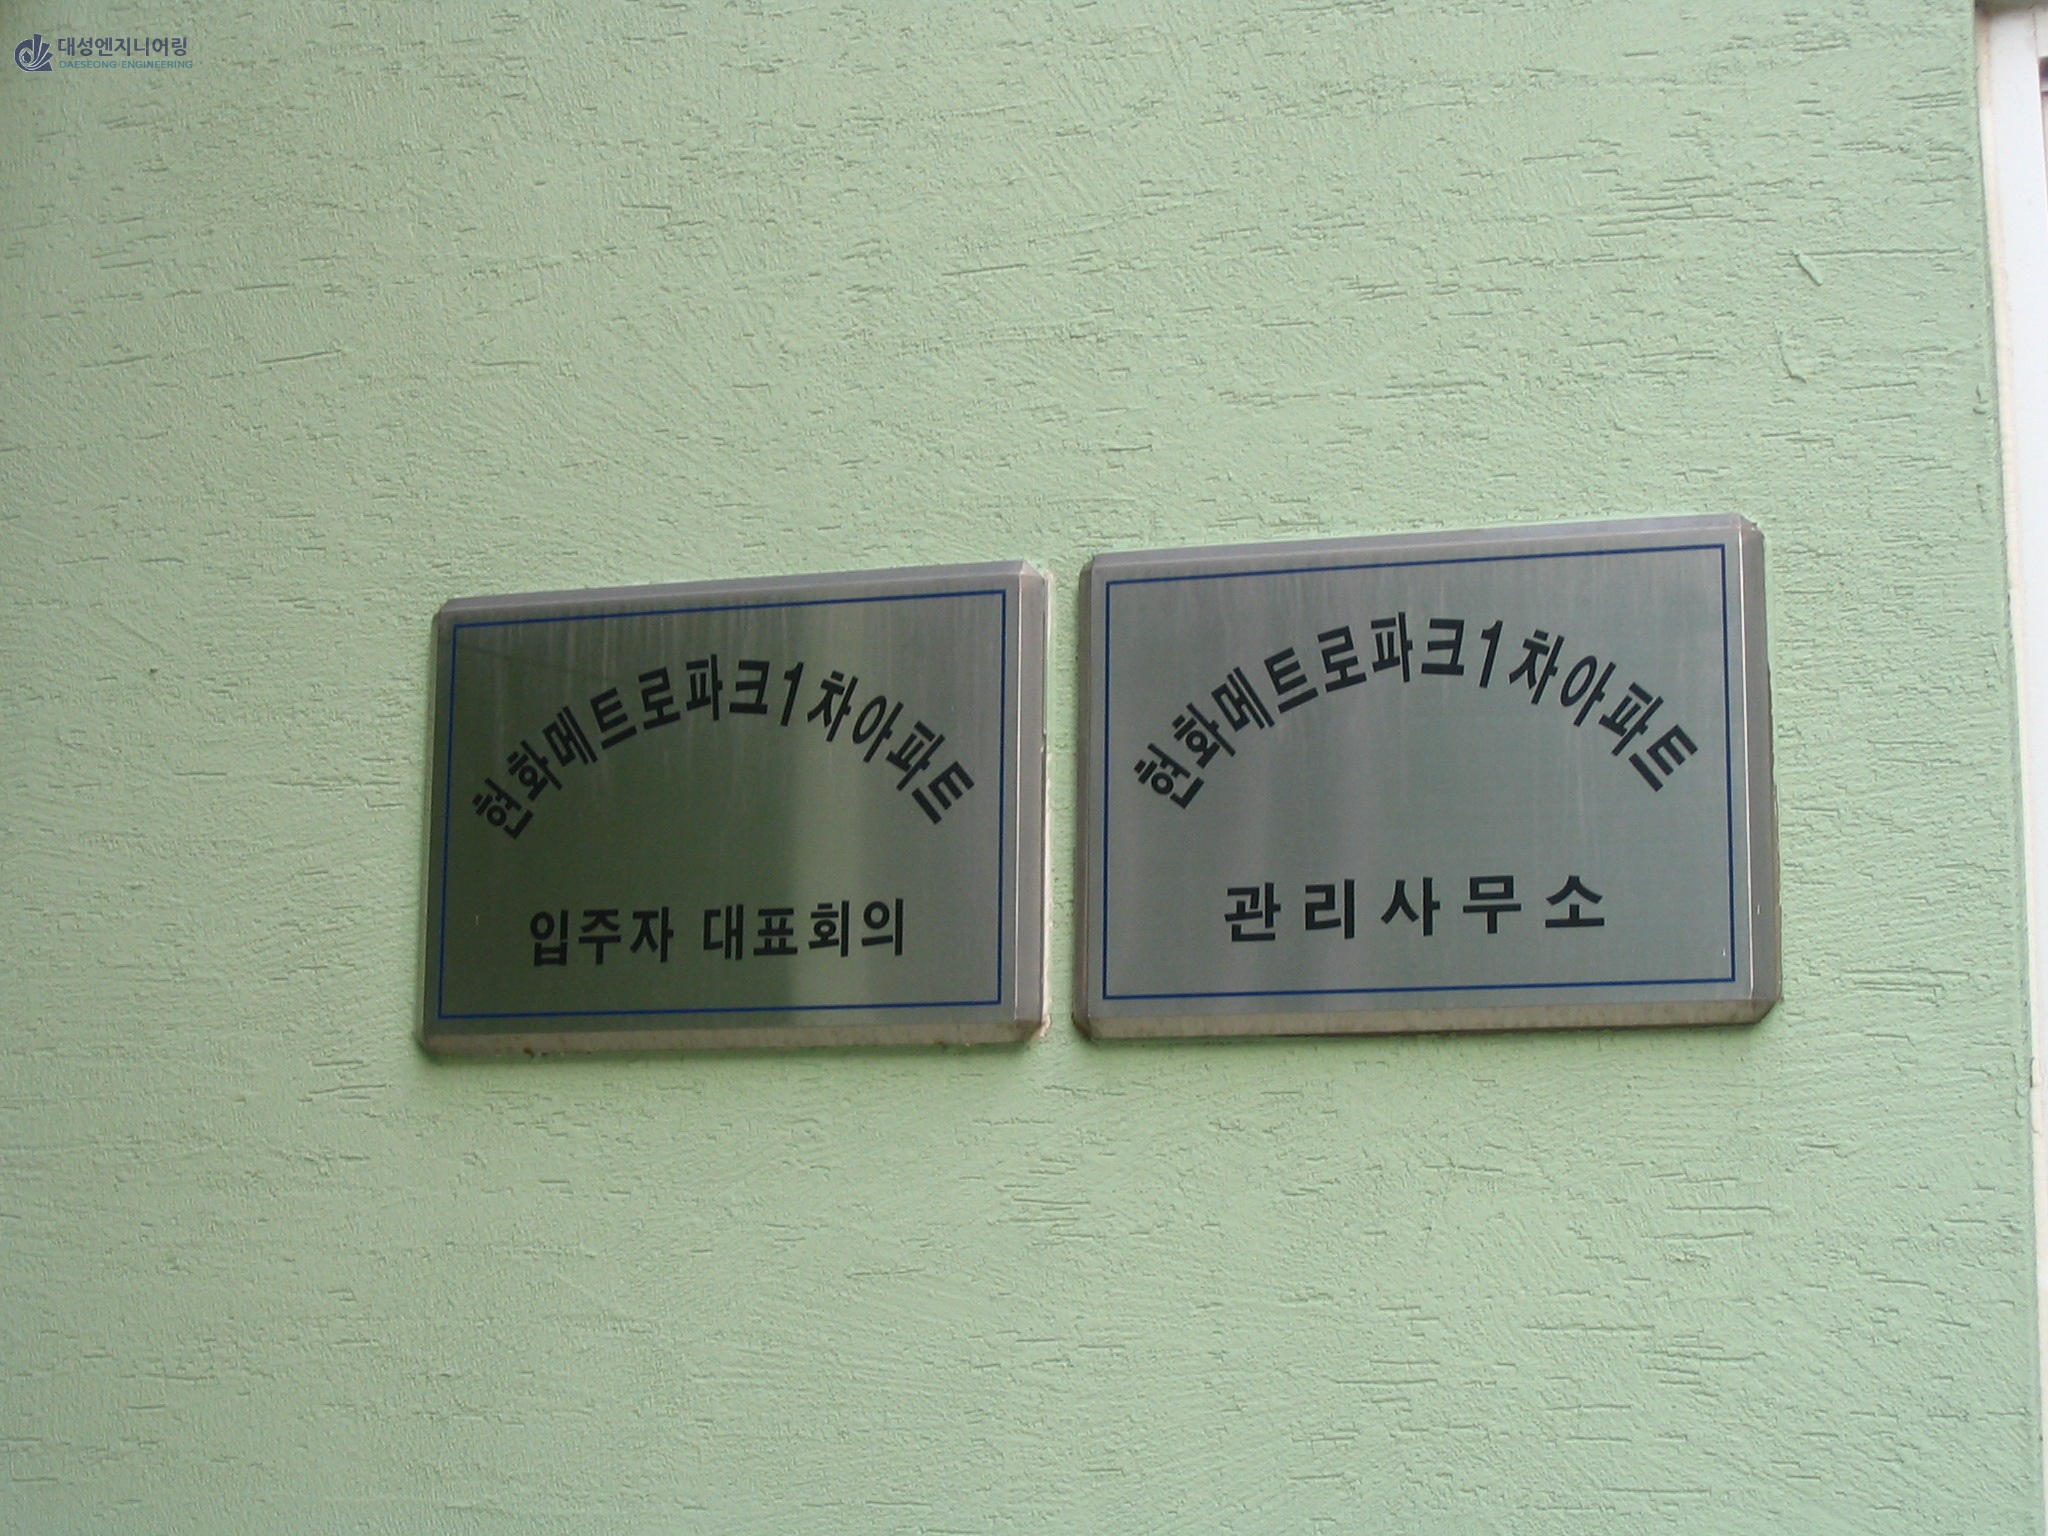 대성엔지니어링
DAESEONG ENGINEERING
현화메트로파크1차아파트
입주자 대표회의
현화메트로파크1차아파트
관리사무소